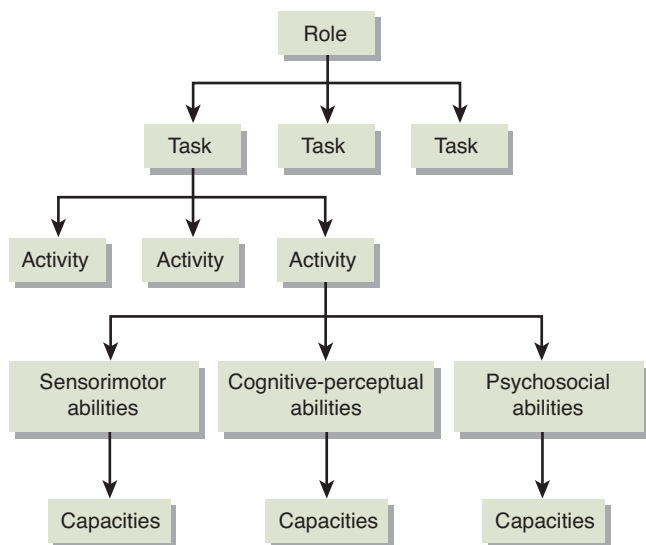 Role
Task
Task
Task
Activity
Activity
Activity
Sensorimotor
abilities
Cognitive-perceptual
abilities
Psychosocial
abilities
Capacities
Capacities
Capacities